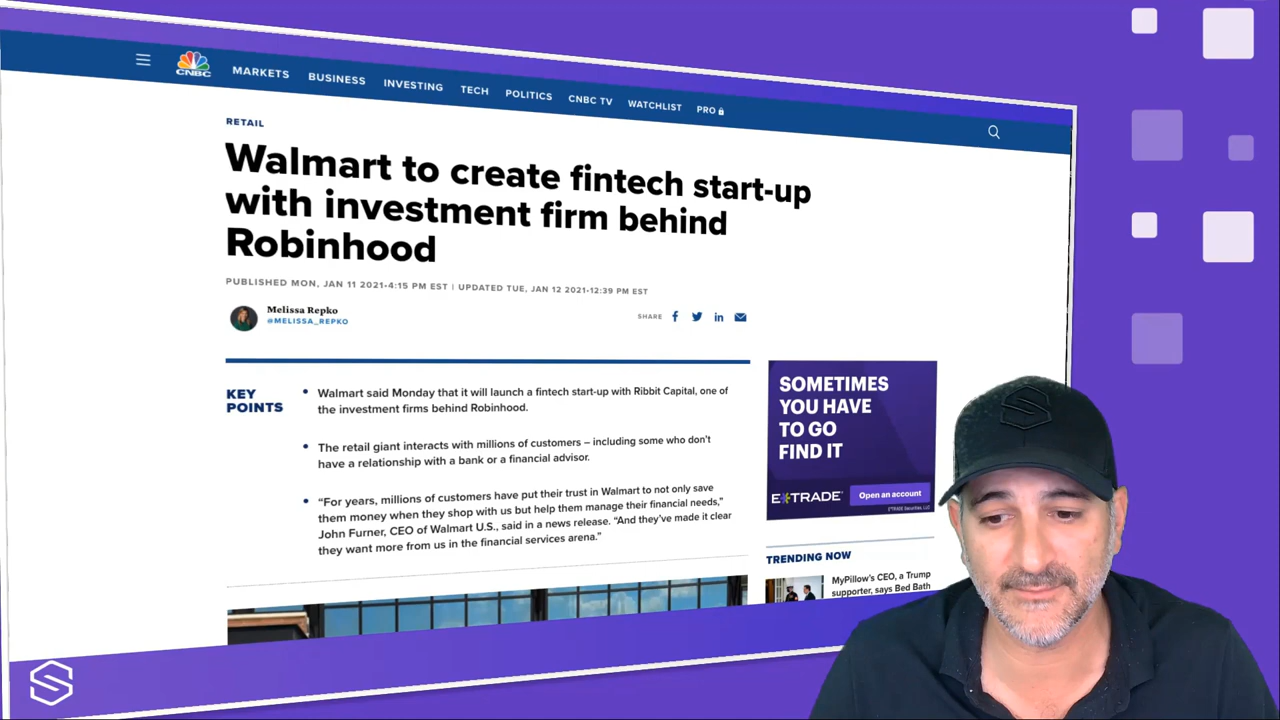 CNBC
MARKETS
BUSINESS
INVESTING
TECH
POLITICS
CNBC TV
WATCHLIST
PRO
RETAIL
Walmart to create fintech start-up
with investment firm behind
Robinhood
PUBLISHED MON, JAN 11 2021•4:15 PM EST | UPDATED TUE, JAN 12 2021•12:39 PM EST
Melissa Repko
@MELISSA_REPKO
SHARE
KEY
POINTS
Walmart said Monday that it will launch a fintech start-up with Ribbit Capital, one of
the investment firms behind Robinhood.
The retail giant interacts with millions of customers – including some who don't
have a relationship with a bank or a financial advisor.
“For years, millions of customers have put their trust in Walmart to not only save
them money when they shop with us but help them manage their financial needs,”
John Furner, CEO of Walmart U.S., said in a news release. “And they’ve made it clear
they want more from us in the financial services arena.”
SOMETIMES
YOU HAVE
TO GO
FIND IT
E*TRADE
Open an account
E*TRADE Securities LLC
TRENDING NOW
MyPillow's CEO, a Trump
supporter, says Bed Bath